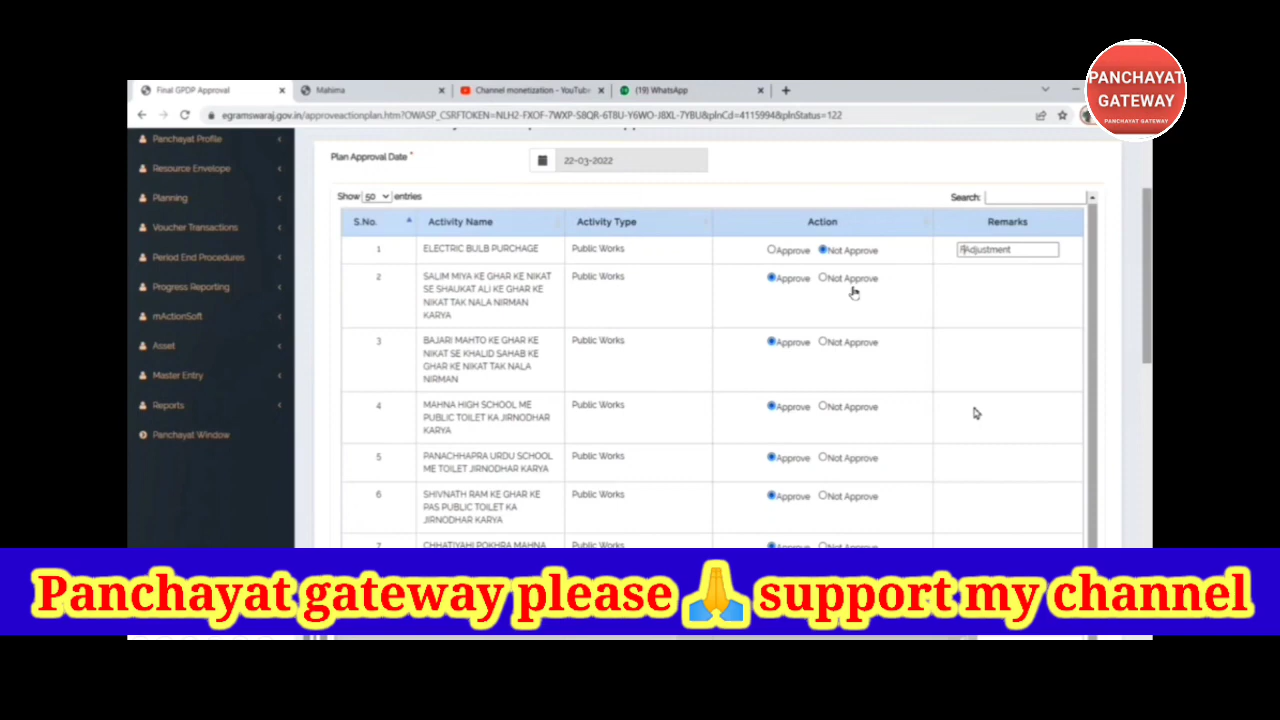 Final GPDP Approval
Mahima
Channel monetization - YouTube
(19) WhatsApp
PANCHAYAT
GATEWAY
PANCHAYAT GATEWAY
egramswaraj.gov.in/approveactionplan.htm?OWASP_CSRFTOKEN=NLH2-FXOF-7WXP-S8QR-6T8U-Y6WO-J8XL-7YBU&plnCd=4115994&plnStatus=122
Panchayat Profile
Resource Envelope
Planning
Voucher Transactions
Period End Procedures
Progress Reporting
mActionSoft
Asset
Master Entry
Reports
Panchayat Window
Plan Approval Date *
22-03-2022
Show 50 entries
Search:
S.No. Activity Name Activity Type Action Remarks
1 ELECTRIC BULB PURCHAGE Public Works Approve Not Approve
2 SALIM MIYA KE GHAR KE NIKAT Public Works Approve Not Approve
SE SHAUKAT ALI KE GHAR KE
NIKAT TAK NALA NIRMAN
KARYA
3 BAJARI MAHTO KE GHAR KE Public Works Approve Not Approve
NIKAT SE KHALID SAHAB KE
GHAR KE NIKAT TAK NALA
NIRMAN
4 MAHNA HIGH SCHOOL ME Public Works Approve Not Approve
PUBLIC TOILET KA JIRNODHAR
KARYA
5 PANACHHAPRA URDU SCHOOL Public Works Approve Not Approve
ME TOILET JIRNODHAR KARYA
6 SHIVNATH RAM KE GHAR KE Public Works Approve Not Approve
PAS PUBLIC TOILET KA
JIRNODHAR KARYA
7 CHHATIYAHI POKHRA MAHNA
Panchayat gateway please 🙏 support my channel